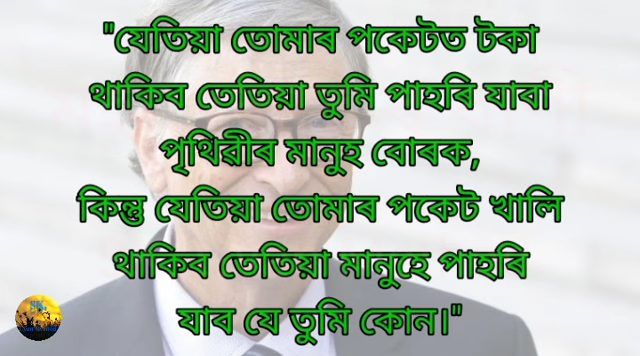 "যেতিয়া তোমাৰ পকেটত টকা
থাকিব তেতিয়া তুমি পাহৰি যাবা
পৃথিৱীৰ মানুহ বোৰক,
কিন্তু যেতিয়া তোমাৰ পকেট খালি
থাকিব তেতিয়া মানুহে পাহৰি
যাব যে তুমি কোন।"